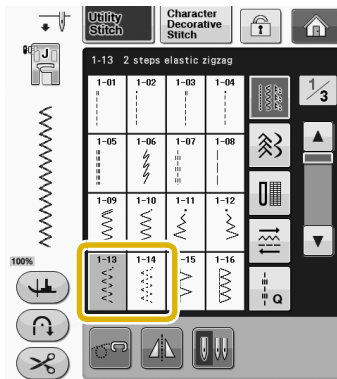 Utility
Stitch
Character
Decorative
Stitch
J
1-13 2 steps elastic zigzag
1-01 1-02 1-03 1-04
1/3
1-05 1-06 1-07 1-08
1-09 1-10 1-11 1-12
100%
1-13 1-14 -15 1-16
Q